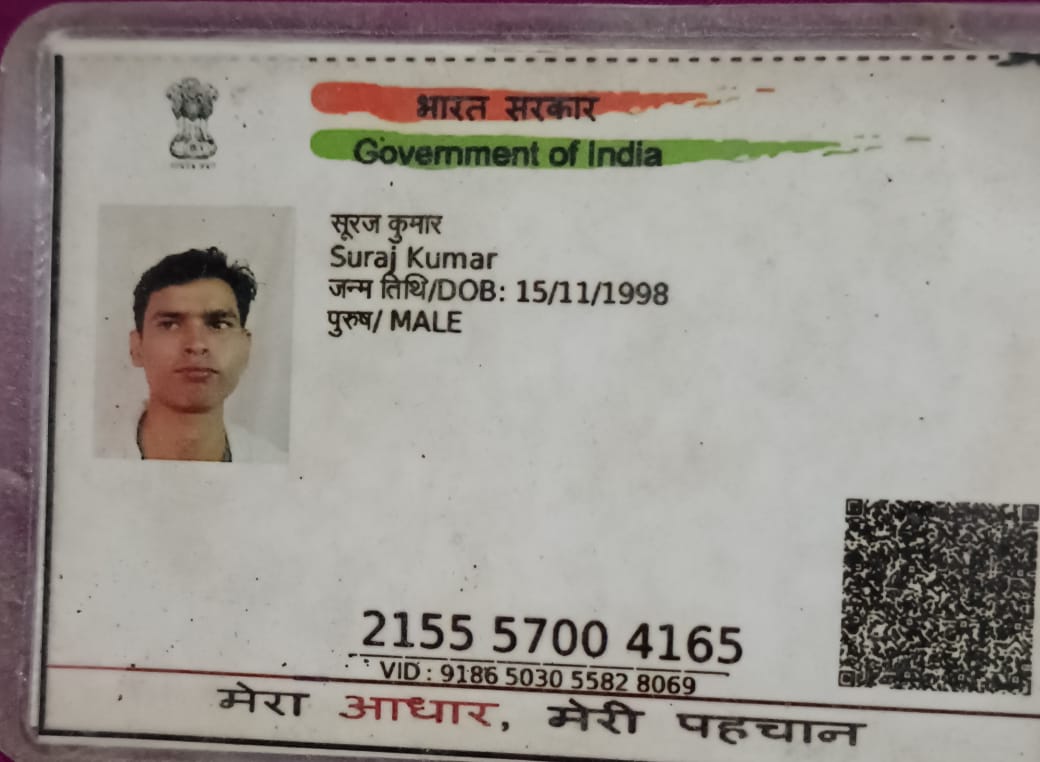 भारत सरकार
Government of India
सूरज कुमार
Suraj Kumar
जन्म तिथि/DOB: 15/11/1998
पुरुष/ MALE
2155 5700 4165
VID : 9186 5030 5582 8069
मेरा आधार, मेरी पहचान